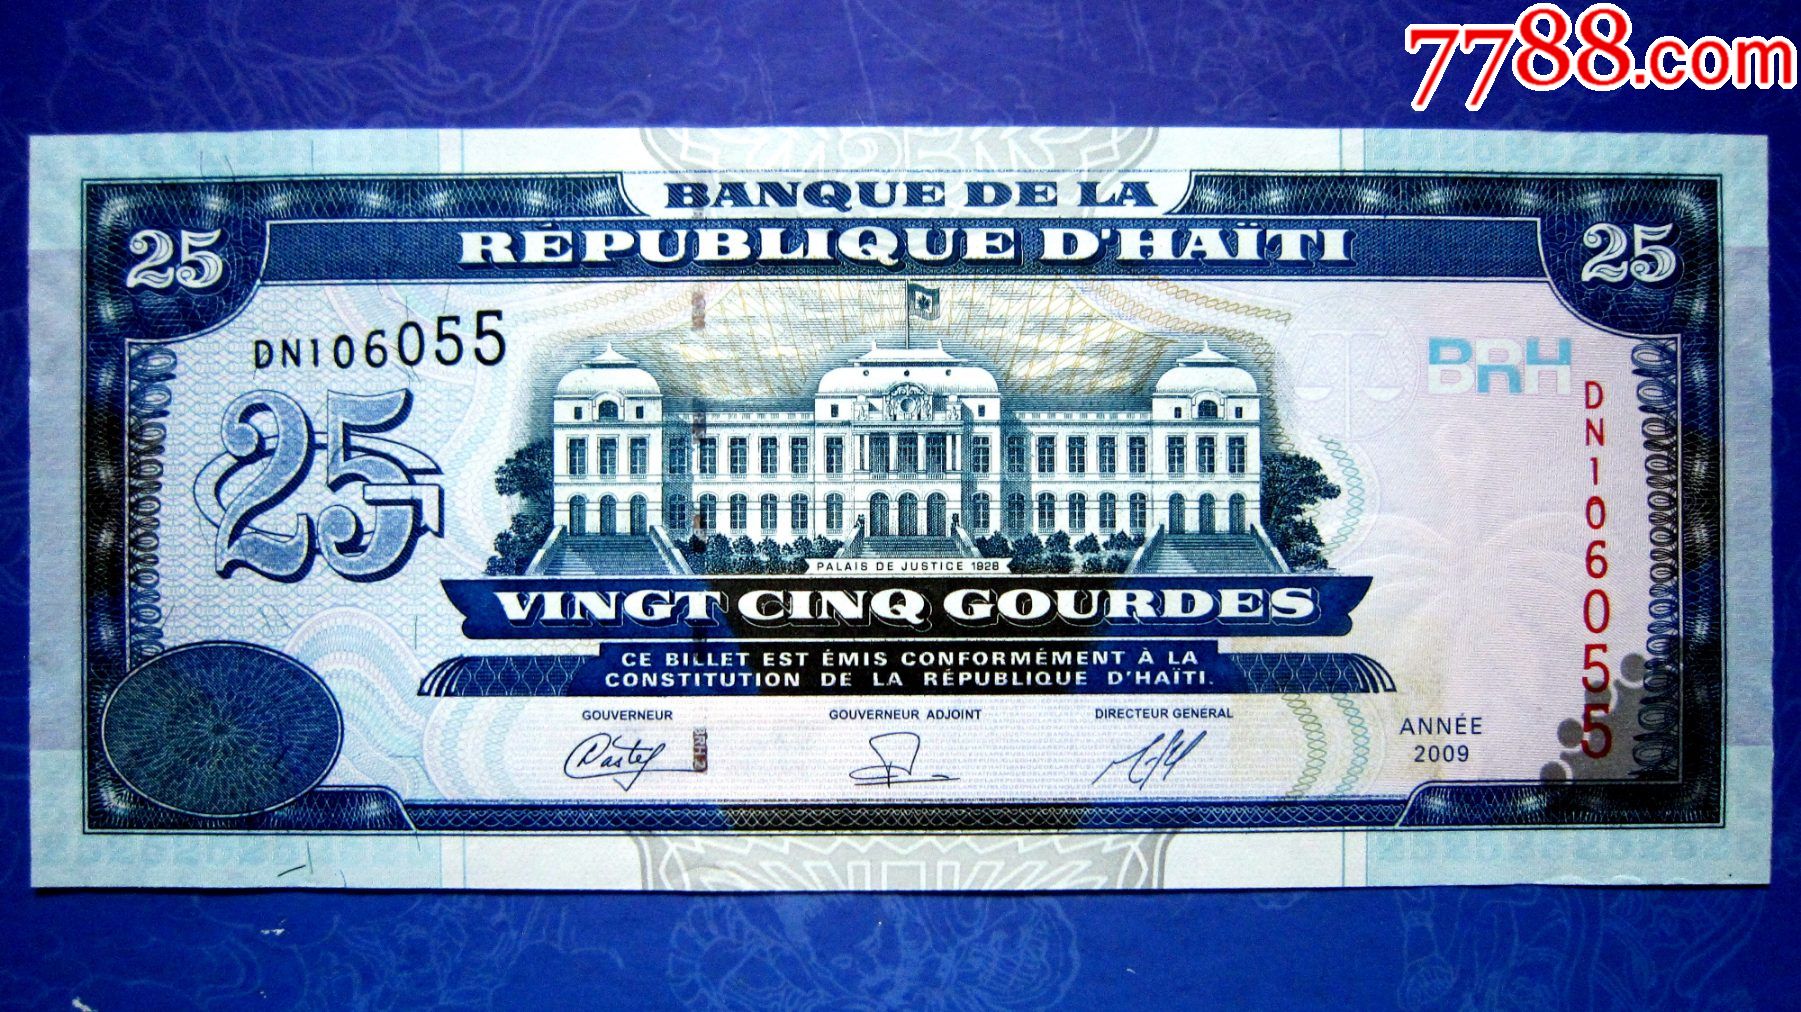 7788.com
BANQUE DE LA
RÉPUBLIQUE D'HAÏTI
25
25
DN106055
BRH
25
DN106055
PALAIS DE JUSTICE 1928
VINGT CINQ GOURDES
CE BILLET EST ÉMIS CONFORMÉMENT À LA
CONSTITUTION DE LA RÉPUBLIQUE D'HAÏTI.
GOUVERNEUR
GOUVERNEUR ADJOINT
DIRECTEUR GÉNÉRAL
ANNÉE
2009